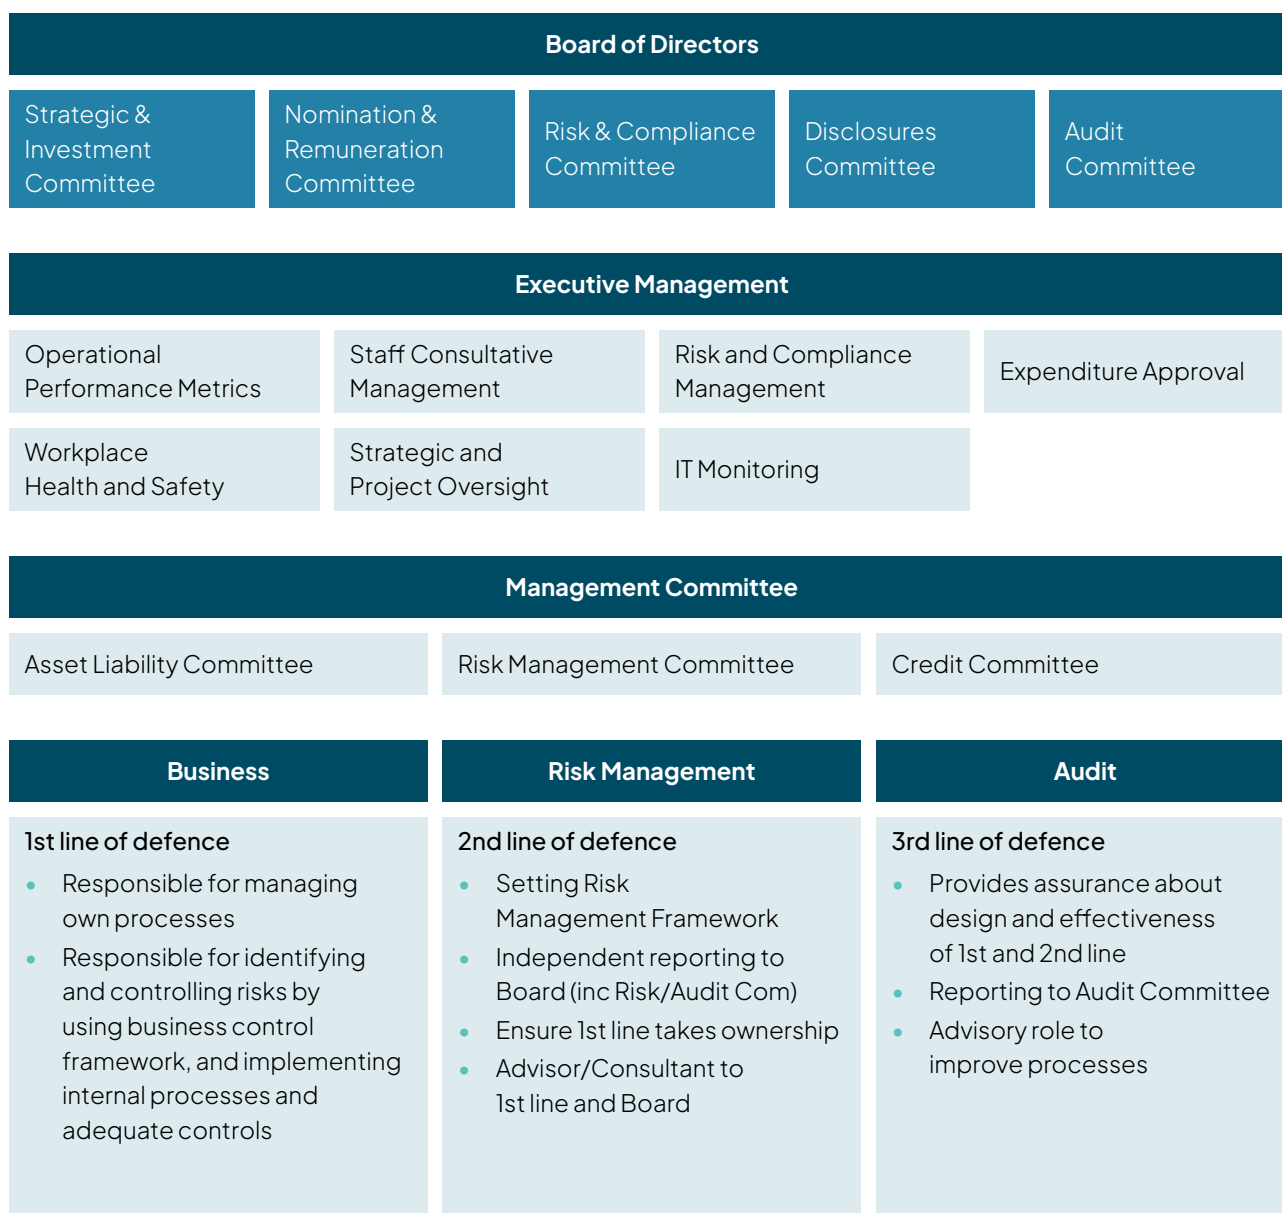 Board of Directors
Strategic &
Investment
Committee
Nomination &
Remuneration
Committee
Risk & Compliance
Committee
Disclosures
Committee
Audit
Committee
Executive Management
Operational
Performance Metrics
Staff Consultative
Management
Risk and Compliance
Management
Expenditure Approval
Workplace
Health and Safety
Strategic and
Project Oversight
IT Monitoring
Management Committee
Asset Liability Committee
Risk Management Committee
Credit Committee
Business
1st line of defence
• Responsible for managing
own processes
• Responsible for identifying
and controlling risks by
using business control
framework, and implementing
internal processes and
adequate controls
Risk Management
2nd line of defence
• Setting Risk
Management Framework
• Independent reporting to
Board (inc Risk/Audit Com)
• Ensure 1st line takes ownership
• Advisor/Consultant to
1st line and Board
Audit
3rd line of defence
• Provides assurance about
design and effectiveness
of 1st and 2nd line
• Reporting to Audit Committee
• Advisory role to
improve processes